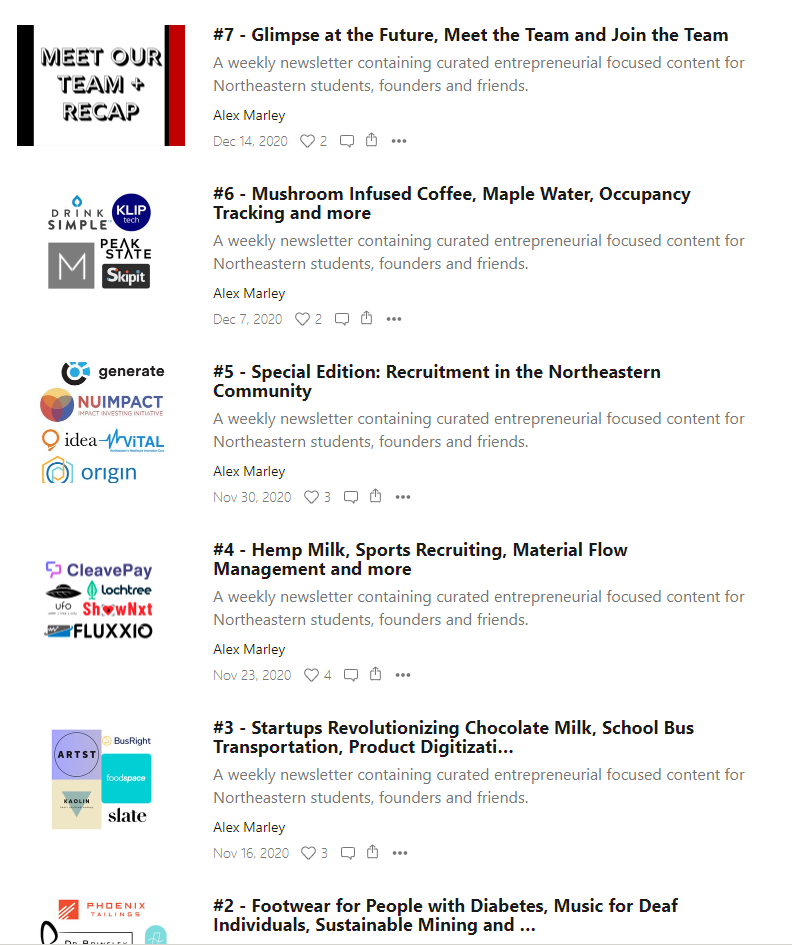 MEET OUR
TEAM +
RECAP
#7 - Glimpse at the Future, Meet the Team and Join the Team
A weekly newsletter containing curated entrepreneurial focused content for
Northeastern students, founders and friends.
Alex Marley
Dec 14, 2020 2
DRINK
SIMPLE
KLIP
tech
PEAK
STATE
M
Skipit
#6 - Mushroom Infused Coffee, Maple Water, Occupancy
Tracking and more
A weekly newsletter containing curated entrepreneurial focused content for
Northeastern students, founders and friends.
Alex Marley
Dec 7, 2020 2
generate
NUIMPACT
IMPACT INVESTING INITIATIVE
idea
ViTAL
origin
#5 - Special Edition: Recruitment in the Northeastern
Community
A weekly newsletter containing curated entrepreneurial focused content for
Northeastern students, founders and friends.
Alex Marley
Nov 30, 2020 3
CleavePay
lochtree
UFO
ShowNxt
FLUXXIO
#4 - Hemp Milk, Sports Recruiting, Material Flow
Management and more
A weekly newsletter containing curated entrepreneurial focused content for
Northeastern students, founders and friends.
Alex Marley
Nov 23, 2020 4
ARTST
BusRight
foodspace
KAOLIN
slate
#3 - Startups Revolutionizing Chocolate Milk, School Bus
Transportation, Product Digitizati...
A weekly newsletter containing curated entrepreneurial focused content for
Northeastern students, founders and friends.
Alex Marley
Nov 16, 2020 3
PHOENIX
TAILINGS
#2 - Footwear for People with Diabetes, Music for Deaf
Individuals, Sustainable Mining and ...